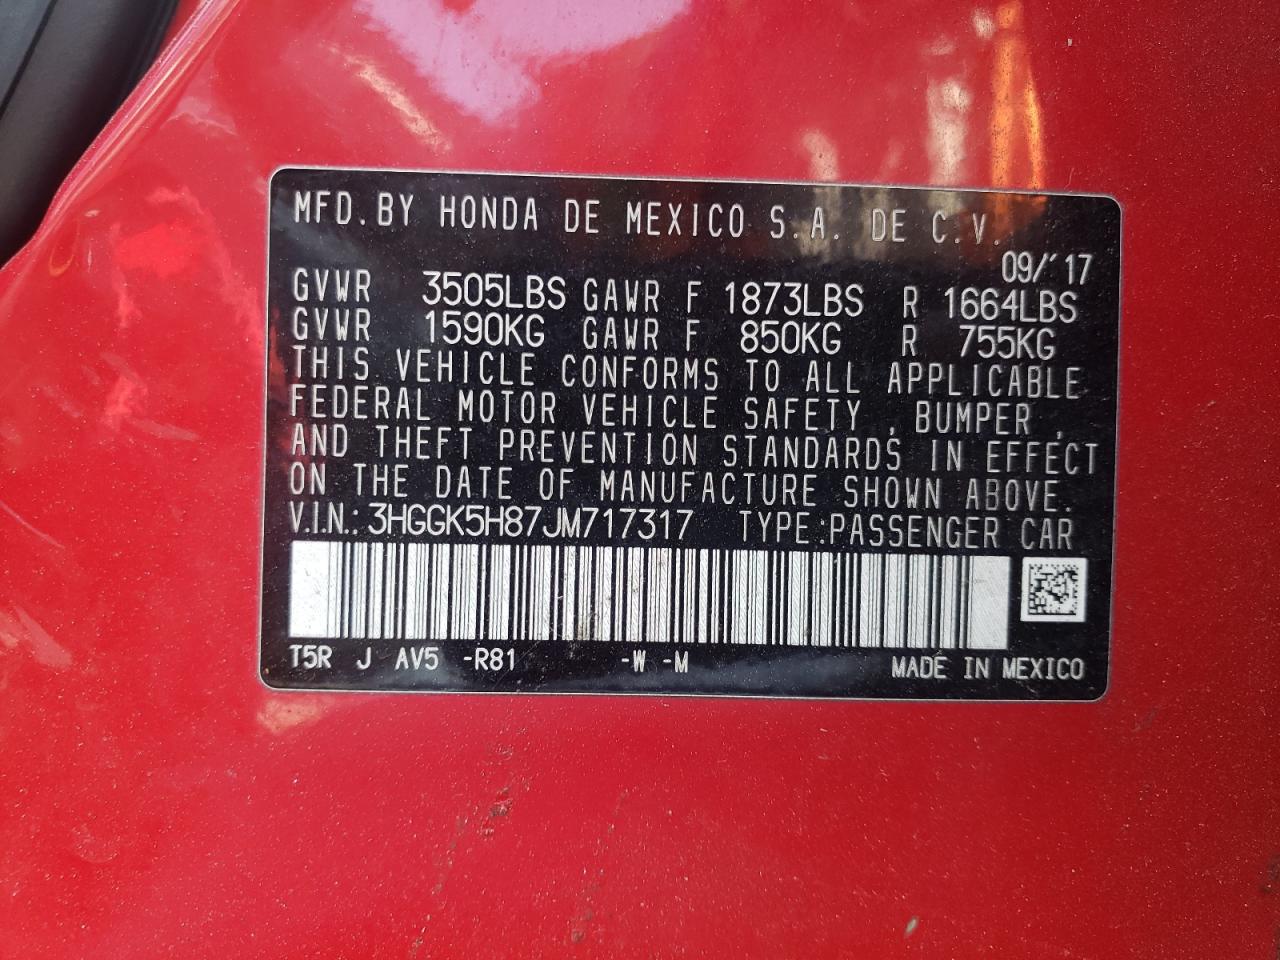 MFD. BY HONDA DE MEXICO S.A. DE C.V.
09/'17
GVWR 3505LBS GAWR F 1873LBS R 1664LBS
GVWR 1590KG GAWR F 850KG R 755KG
THIS VEHICLE CONFORMS TO ALL APPLICABLE
FEDERAL MOTOR VEHICLE SAFETY , BUMPER ,
AND THEFT PREVENTION STANDARDS IN EFFECT
ON THE DATE OF MANUFACTURE SHOWN ABOVE.
V.I.N.: 3HGGK5H87JM717317 TYPE:PASSENGER CAR
T5R J AV5 -R81 -W -M MADE IN MEXICO